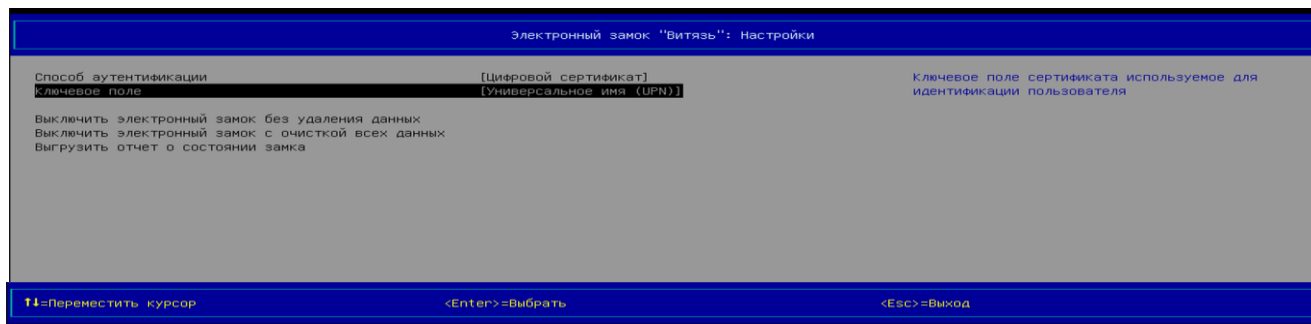 Электронный замок "Витязь": Настройки
Способ аутентификации [Цифровой сертификат] Ключевое поле сертификата используемое для
Ключевое поле [Универсальное имя (UPN)] идентификации пользователя
Выключить электронный замок без удаления данных
Выключить электронный замок с очисткой всех данных
Выгрузить отчет о состоянии замка
↑↓=Переместить курсор <Enter>=Выбрать <Esc>=Выход